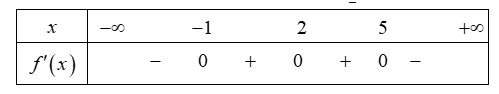 x −∞ −1 2 5 +∞
f'(x) − 0 + 0 + 0 −